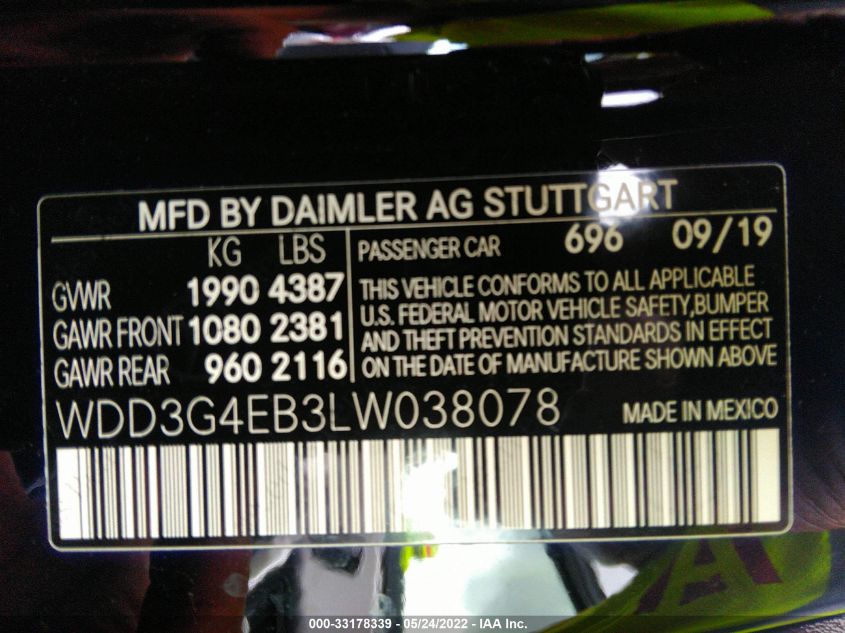 MFD BY DAIMLER AG STUTTGART
KG LBS
GVWR 1990 4387
GAWR FRONT 1080 2381
GAWR REAR 960 2116
PASSENGER CAR 696 09/19
THIS VEHICLE CONFORMS TO ALL APPLICABLE
U.S. FEDERAL MOTOR VEHICLE SAFETY, BUMPER
AND THEFT PREVENTION STANDARDS IN EFFECT
ON THE DATE OF MANUFACTURE SHOWN ABOVE
WDD3G4EB3LW038078 MADE IN MEXICO
000-33178339 - 05/24/2022 - IAA Inc.